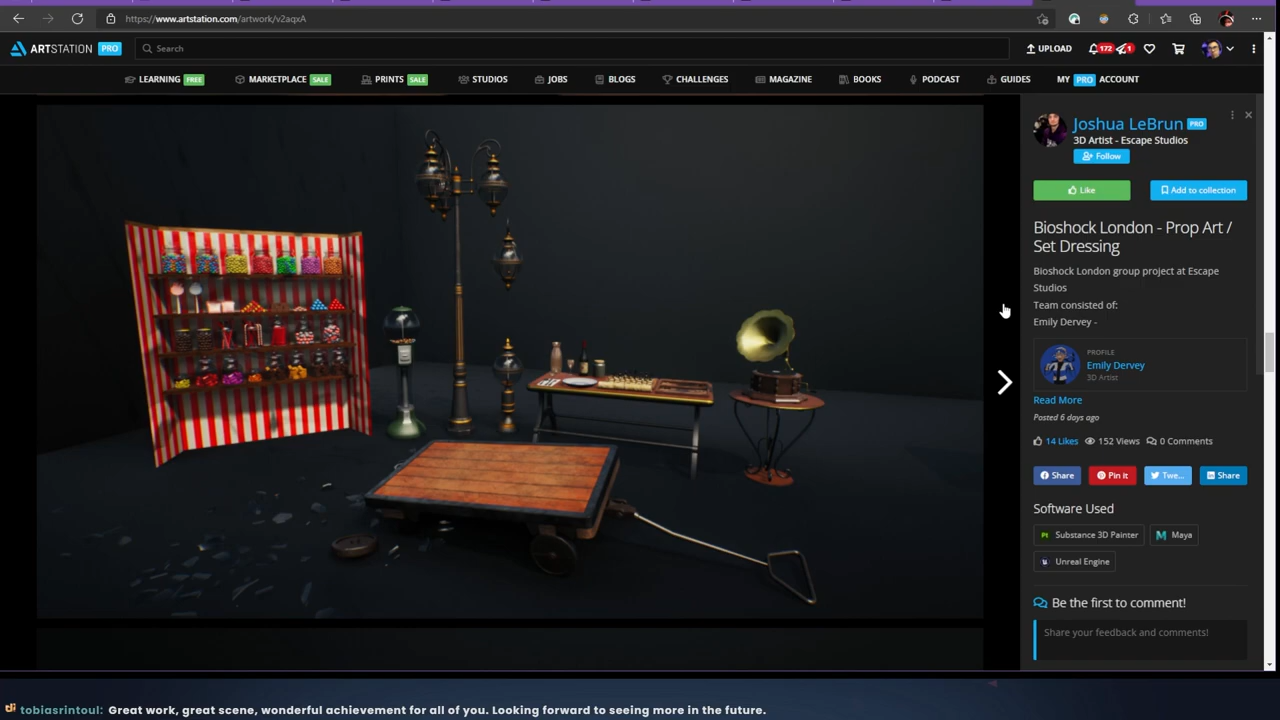 https://www.artstation.com/artwork/v2aqxA
ARTSTATION PRO
Search
UPLOAD
172
1
LEARNING FREE
MARKETPLACE SALE
PRINTS SALE
STUDIOS
JOBS
BLOGS
CHALLENGES
MAGAZINE
BOOKS
PODCAST
GUIDES
MY PRO ACCOUNT
Joshua LeBrun PRO
3D Artist - Escape Studios
Follow
Like
Add to collection
Bioshock London - Prop Art /
Set Dressing
Bioshock London group project at Escape
Studios
Team consisted of:
Emily Dervey -
PROFILE
Emily Dervey
3D Artist
Read More
Posted 6 days ago
14 Likes
152 Views
0 Comments
Share
Pin it
Twe...
Share
Software Used
Pt Substance 3D Painter
M Maya
Unreal Engine
Be the first to comment!
Share your feedback and comments!
tobiasrintoul: Great work, great scene, wonderful achievement for all of you. Looking forward to seeing more in the future.